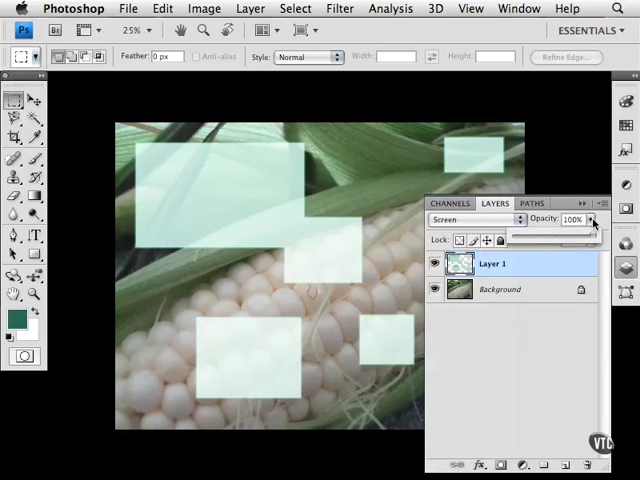 Photoshop File Edit Image Layer Select Filter Analysis 3D View Window Help
Ps Br 25% ESSENTIALS
Feather: 0 px Anti-alias Style: Normal Width: Height: Refine Edge...
CHANNELS LAYERS PATHS
Screen Opacity: 100%
Lock:
Layer 1
Background
fx
VTC